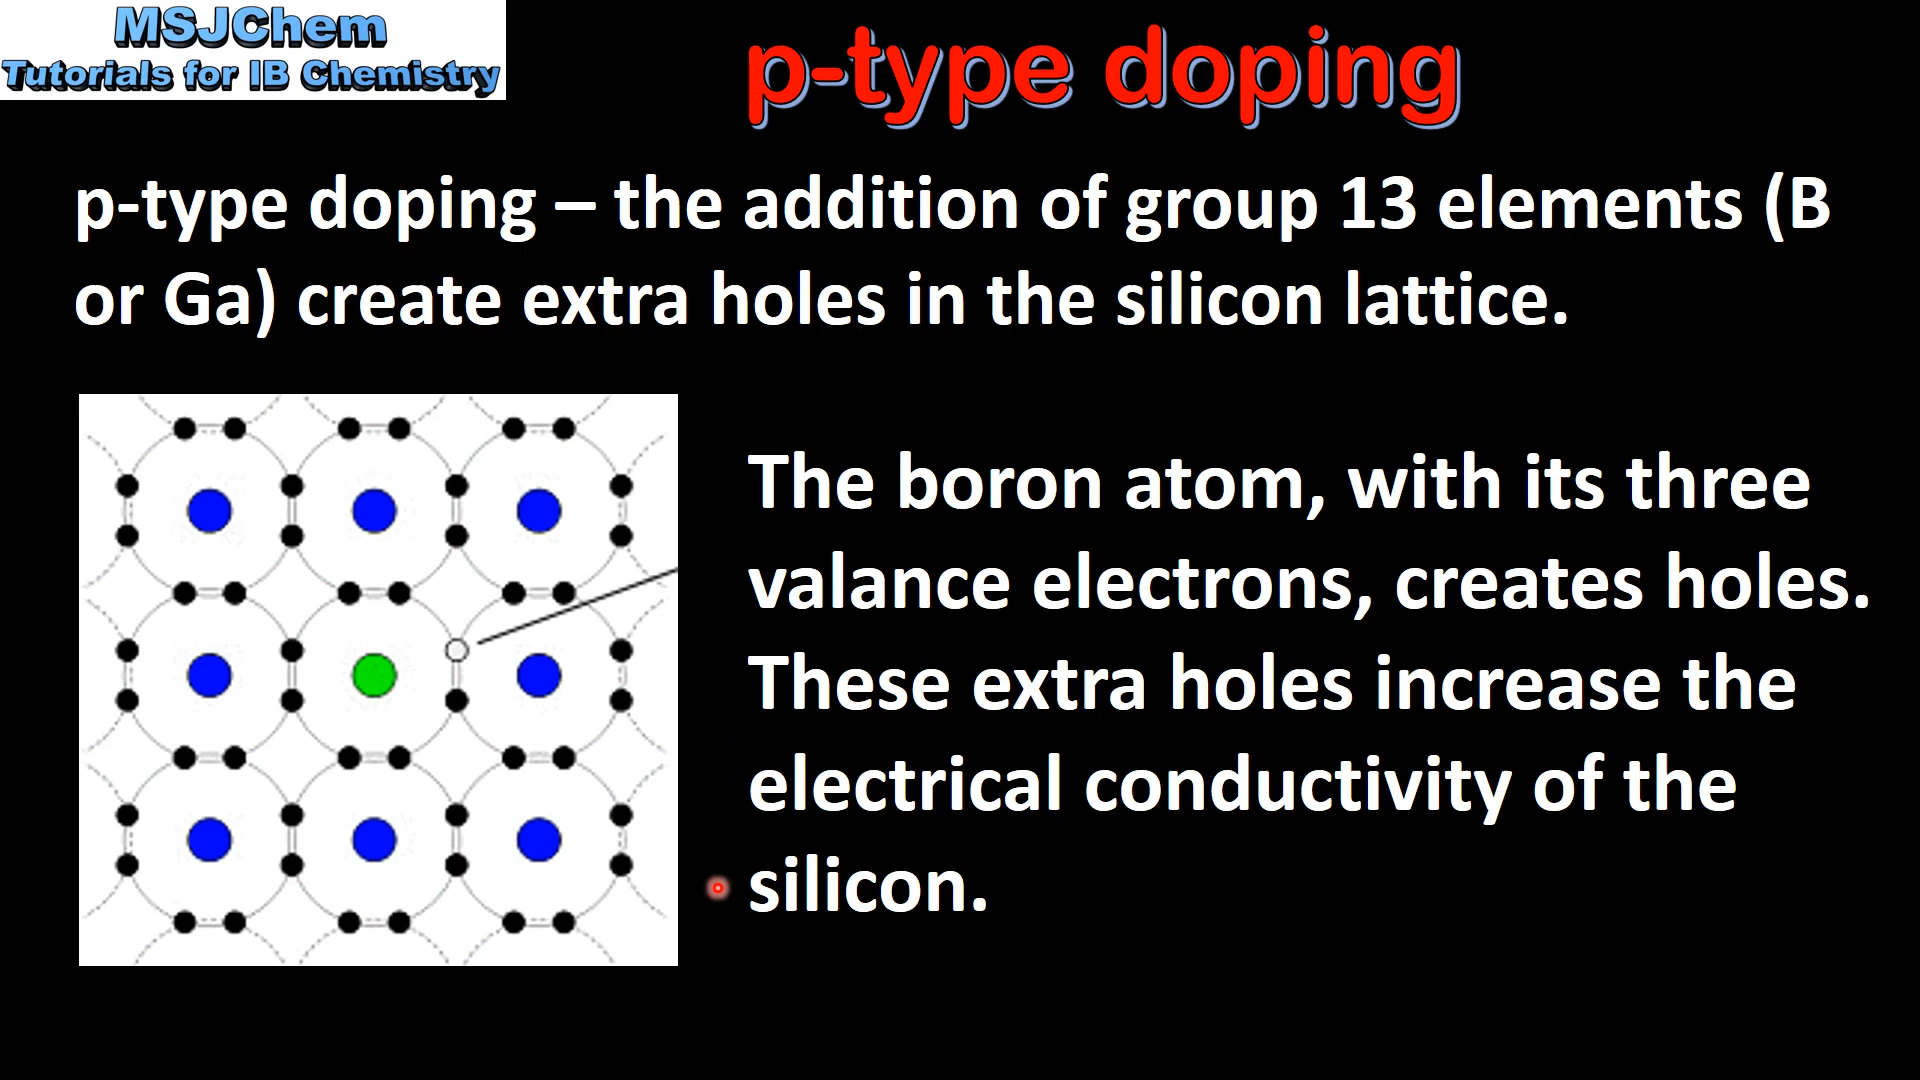 MSJChem
Tutorials for IB Chemistry
p-type doping
p-type doping – the addition of group 13 elements (B
or Ga) create extra holes in the silicon lattice.
The boron atom, with its three
valance electrons, creates holes.
These extra holes increase the
electrical conductivity of the
silicon.